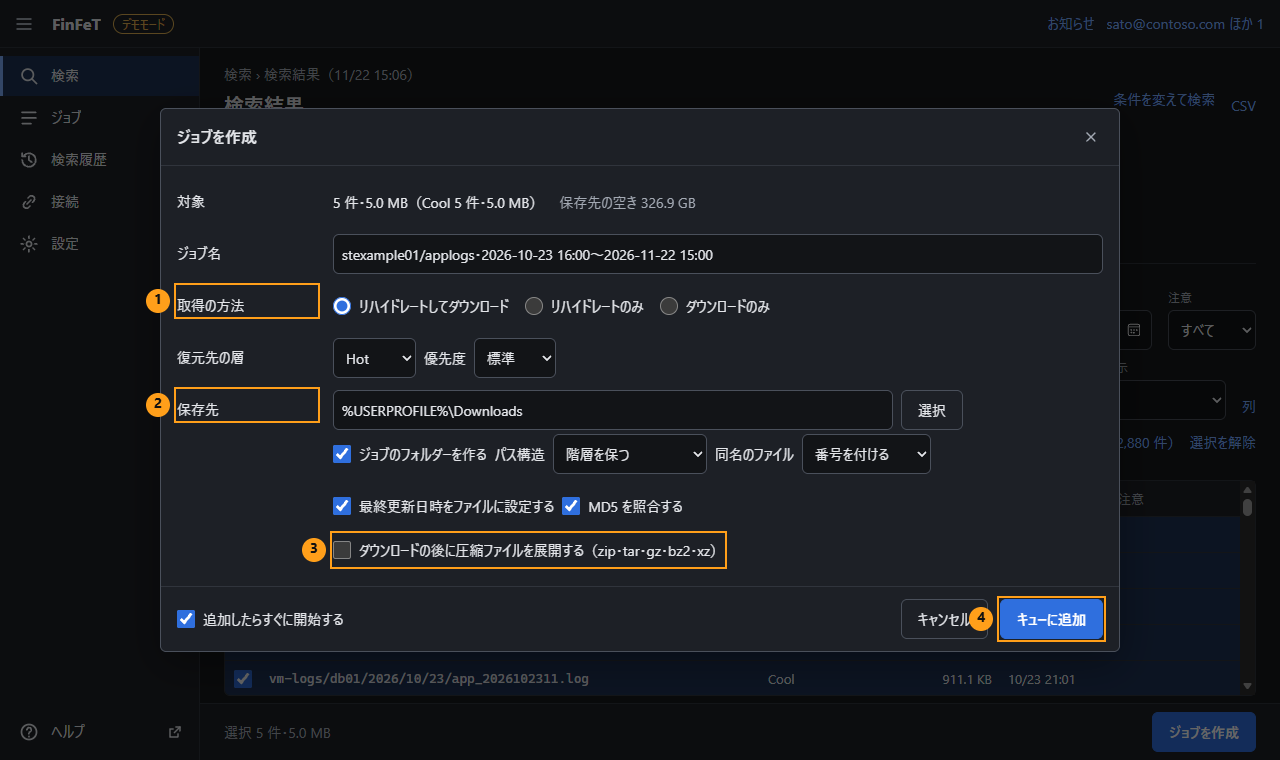 FinFeT デモモード お知らせ sato@contoso.com ほか 1
検索
ジョブ
検索履歴
接続
設定
検索 › 検索結果（11/22 15:06）
検索結果
条件を変えて検索 CSV
ジョブを作成 ×
対象 5 件・5.0 MB（Cool 5 件・5.0 MB） 保存先の空き 326.9 GB
ジョブ名 stexample01/applogs・2026-10-23 16:00～2026-11-22 15:00
1 取得の方法 リハイドレートしてダウンロード リハイドレートのみ ダウンロードのみ
復元先の層 Hot 優先度 標準
2 保存先 %USERPROFILE%\Downloads 選択
ジョブのフォルダーを作る パス構造 階層を保つ 同名のファイル 番号を付ける
最終更新日時をファイルに設定する MD5 を照合する
3 ダウンロードの後に圧縮ファイルを展開する（zip・tar・gz・bz2・xz）
追加したらすぐに開始する キャンセル 4 キューに追加
注意
すべて
示
列
2,880 件） 選択を解除
注意
vm-logs/db01/2026/10/23/app_2026102311.log Cool 911.1 KB 10/23 21:01
ヘルプ
選択 5 件・5.0 MB ジョブを作成